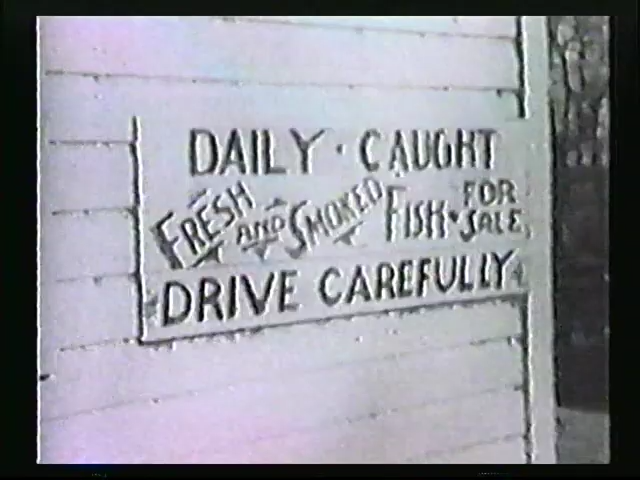 DAILY · CAUGHT
FRESH AND SMOKED FISH · FOR SALE,
DRIVE CAREFULLY